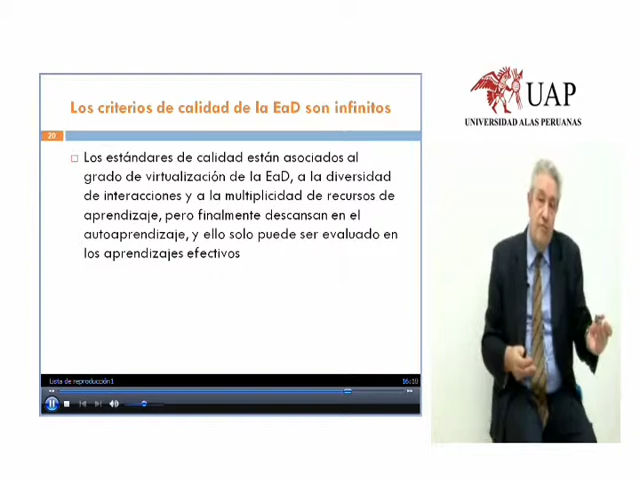 Los criterios de calidad de la EaD son infinitos
20
Los estándares de calidad están asociados al
grado de virtualización de la EaD, a la diversidad
de interacciones y a la multiplicidad de recursos de
aprendizaje, pero finalmente descansan en el
autoaprendizaje, y ello solo puede ser evaluado en
los aprendizajes efectivos
Lista de reproducción1
16:10
UAP
UNIVERSIDAD ALAS PERUANAS